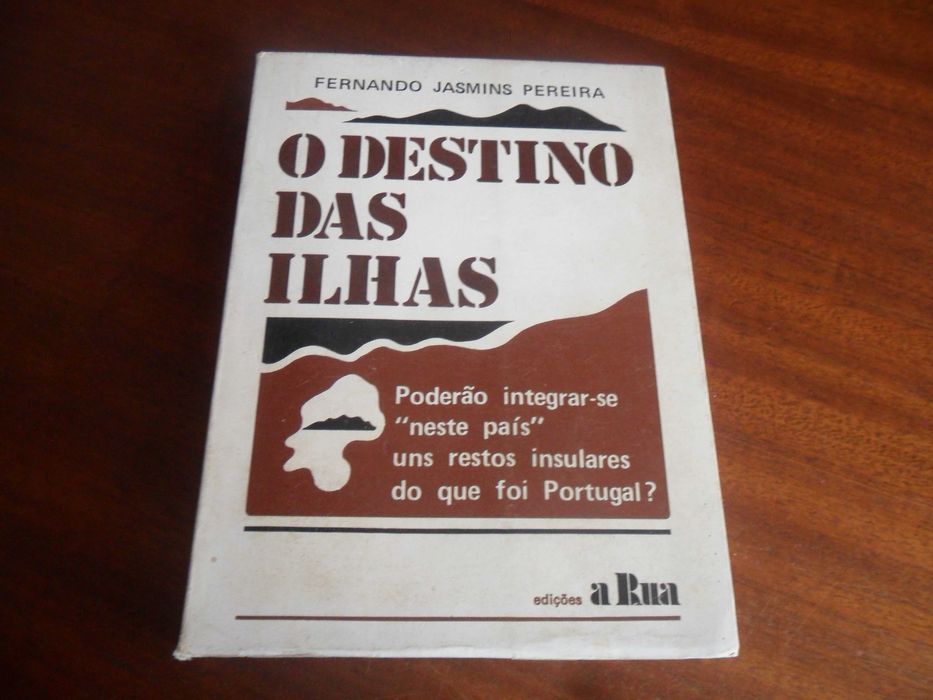 FERNANDO JASMINS PEREIRA
O DESTINO
DAS
ILHAS
Poderão integrar-se
"neste país"
uns restos insulares
do que foi Portugal?
edições a Rua